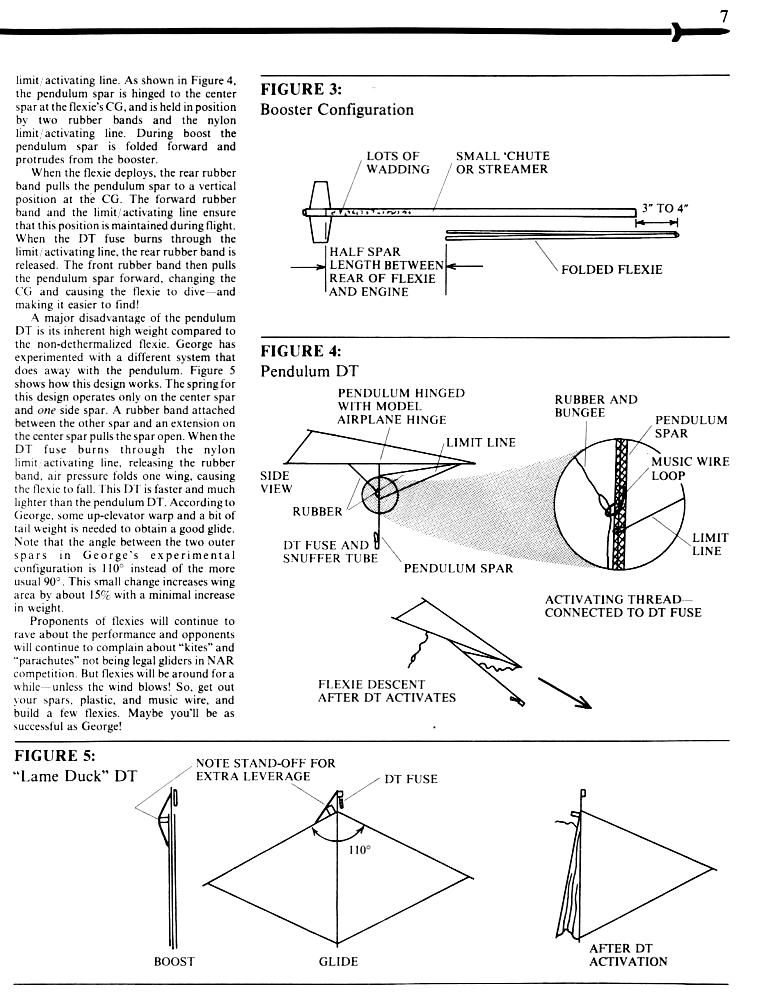 7
limit/activating line. As shown in Figure 4,
the pendulum spar is hinged to the center
spar at the flexie's CG, and is held in position
by two rubber bands and the nylon
limit/activating line. During boost the
pendulum spar is folded forward and
protrudes from the booster.
When the flexie deploys, the rear rubber
band pulls the pendulum spar to a vertical
position at the CG. The forward rubber
band and the limit/activating line ensure
that this position is maintained during flight.
When the DT fuse burns through the
limit/activating line, the rear rubber band is
released. The front rubber band then pulls
the pendulum spar forward, changing the
CG and causing the flexie to dive—and
making it easier to find!
A major disadvantage of the pendulum
DT is its inherent high weight compared to
the non-dethermalized flexie. George has
experimented with a different system that
does away with the pendulum. Figure 5
shows how this design works. The spring for
this design operates only on the center spar
and one side spar. A rubber band attached
between the other spar and an extension on
the center spar pulls the spar open. When the
DT fuse burns through the nylon
limit/activating line, releasing the rubber
band, air pressure folds one wing, causing
the flexie to fall. This DT is faster and much
lighter than the pendulum DT. According to
George, some up-elevator warp and a bit of
tail weight is needed to obtain a good glide.
Note that the angle between the two outer
spars in George's experimental
configuration is 110° instead of the more
usual 90°. This small change increases wing
area by about 15% with a minimal increase
in weight.
Proponents of flexies will continue to
rave about the performance and opponents
will continue to complain about "kites" and
"parachutes" not being legal gliders in NAR
competition. But flexies will be around for a
while—unless the wind blows! So, get out
your spars, plastic, and music wire, and
build a few flexies. Maybe you'll be as
successful as George!
FIGURE 3:
Booster Configuration
LOTS OF
WADDING
SMALL 'CHUTE
OR STREAMER
3" TO 4"
HALF SPAR
LENGTH BETWEEN
REAR OF FLEXIE
AND ENGINE
FOLDED FLEXIE
FIGURE 4:
Pendulum DT
PENDULUM HINGED
WITH MODEL
AIRPLANE HINGE
LIMIT LINE
SIDE
VIEW
RUBBER
DT FUSE AND
SNUFFER TUBE
PENDULUM SPAR
RUBBER AND
BUNGEE
PENDULUM
SPAR
MUSIC WIRE
LOOP
LIMIT
LINE
ACTIVATING THREAD—
CONNECTED TO DT FUSE
FLEXIE DESCENT
AFTER DT ACTIVATES
FIGURE 5:
"Lame Duck" DT
NOTE STAND-OFF FOR
EXTRA LEVERAGE
DT FUSE
110°
BOOST
GLIDE
AFTER DT
ACTIVATION